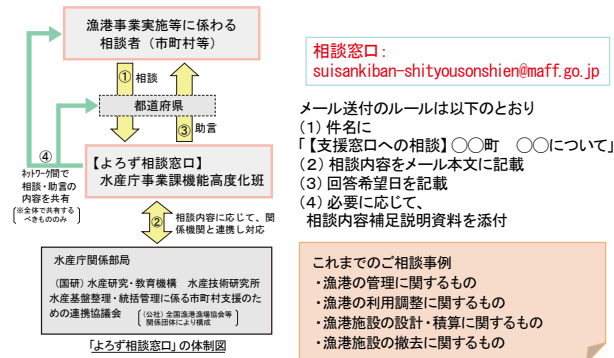 漁港事業実施等に係わる
相談者（市町村等）
①
相談
都道府県
③
助言
④
ﾈｯﾄﾜｰｸ間で
相談・助言の
内容を共有
※全体で共有する
べきもののみ
【よろず相談窓口】
水産庁事業課機能高度化班
②
相談内容に応じて、関
係機関と連携し対応
水産庁関係部局
（国研）水産研究・教育機構　水産技術研究所
水産基盤整理・統括管理に係る市町村支援のた
めの連携協議会
（公社）全国漁港漁場協会等
関係団体により構成
「よろず相談窓口」の体制図
相談窓口：
suisankiban-shityousonshien@maff.go.jp
メール送付のルールは以下のとおり
（１）件名に
「【支援窓口への相談】○○町　○○について」
（２）相談内容をメール本文に記載
（３）回答希望日を記載
（４）必要に応じて、
相談内容補足説明資料を添付
これまでのご相談事例
・漁港の管理に関するもの
・漁港の利用調整に関するもの
・漁港施設の設計・積算に関するもの
・漁港施設の撤去に関するもの